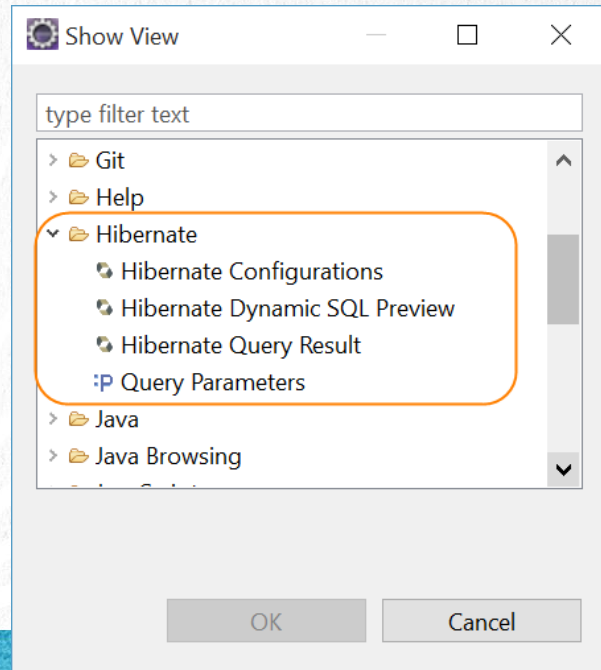 Show View
type filter text
Git
Help
Hibernate
Hibernate Configurations
Hibernate Dynamic SQL Preview
Hibernate Query Result
:P Query Parameters
Java
Java Browsing
OK
Cancel